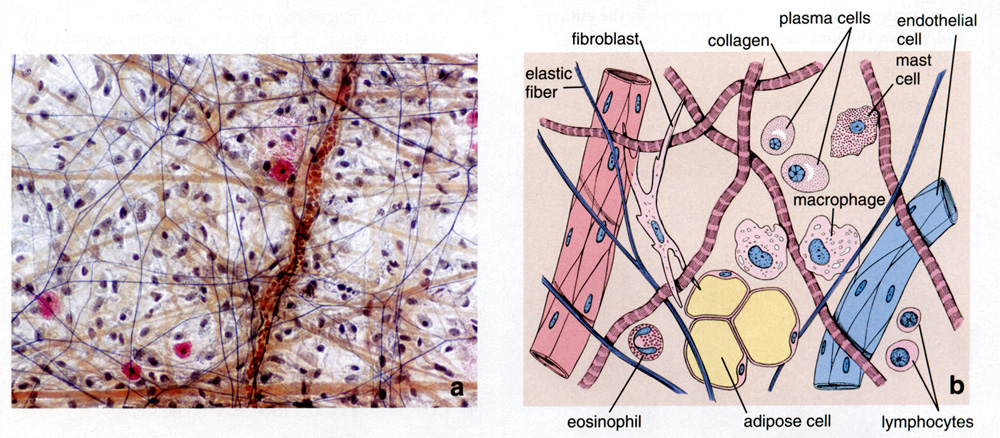 plasma cells
endothelial
cell
fibroblast
collagen
mast
cell
elastic
fiber
macrophage
a
b
eosinophil
adipose cell
lymphocytes